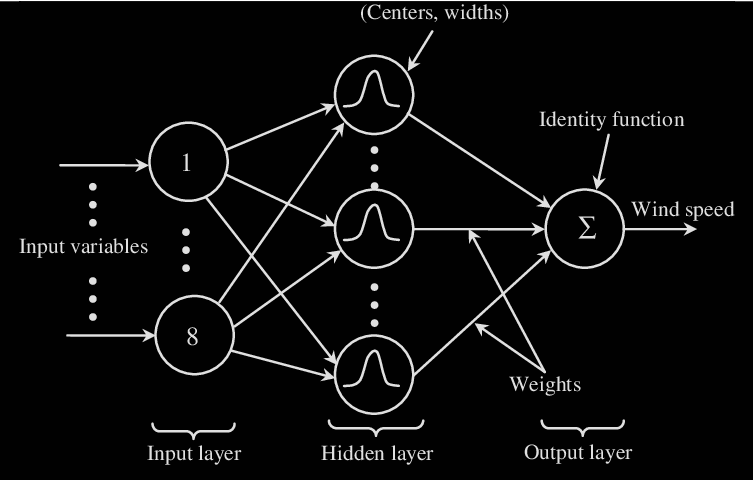 (Centers, widths)
Identity function
1
Wind speed
Σ
Input variables
8
Weights
Input layer
Hidden layer
Output layer